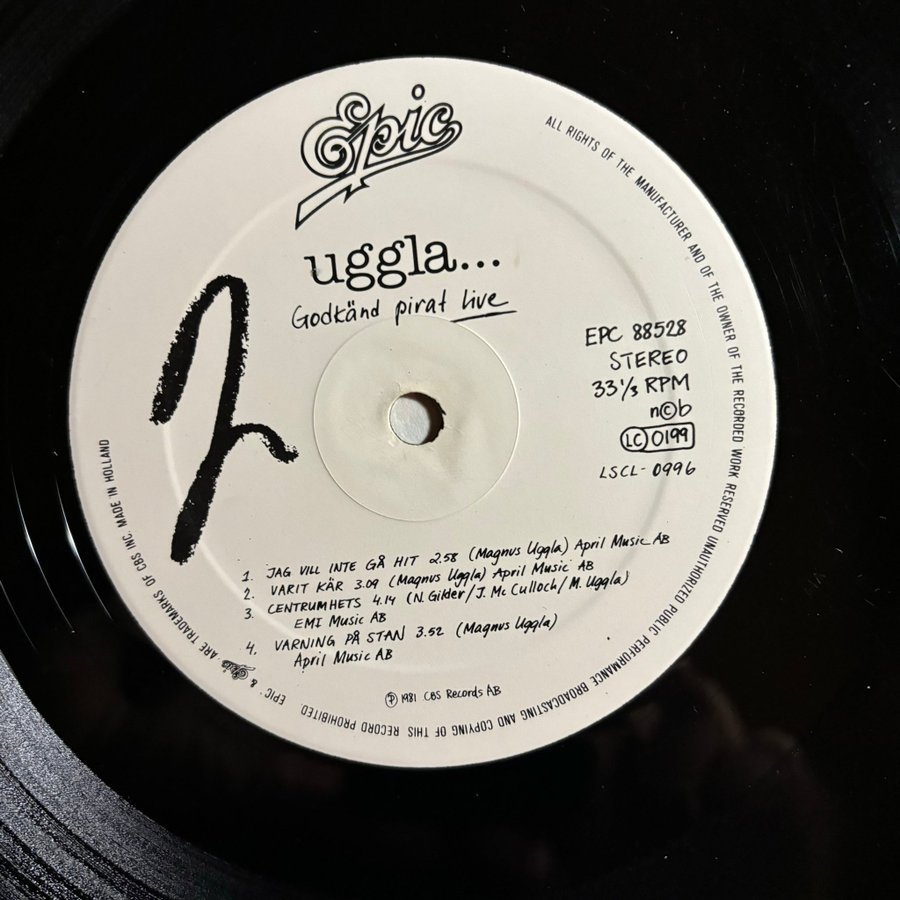 Epic
uggla...
Godkänd pirat live
2
EPC 88528
STEREO
33 1/3 RPM
n©b
LC 0199
LSCL-0996
1. JAG VILL INTE GÅ HIT 2.58 (Magnus Uggla) April Music AB
2. VARIT KÄR 3.09 (Magnus Uggla) April Music AB
3. CENTRUMHETS 4.14 (N. Gilder/J. Mc Culloch/M. Uggla)
EMI Music AB
4. VARNING PÅ STAN 3.52 (Magnus Uggla)
April Music AB
℗ 1981 CBS Records AB
ALL RIGHTS OF THE MANUFACTURER AND OF THE OWNER OF THE RECORDED WORK RESERVED UNAUTHORIZED PUBLIC PERFORMANCE BROADCASTING AND COPYING OF THIS RECORD PROHIBITED
"EPIC" & Epic ARE TRADEMARKS OF CBS INC. MADE IN HOLLAND